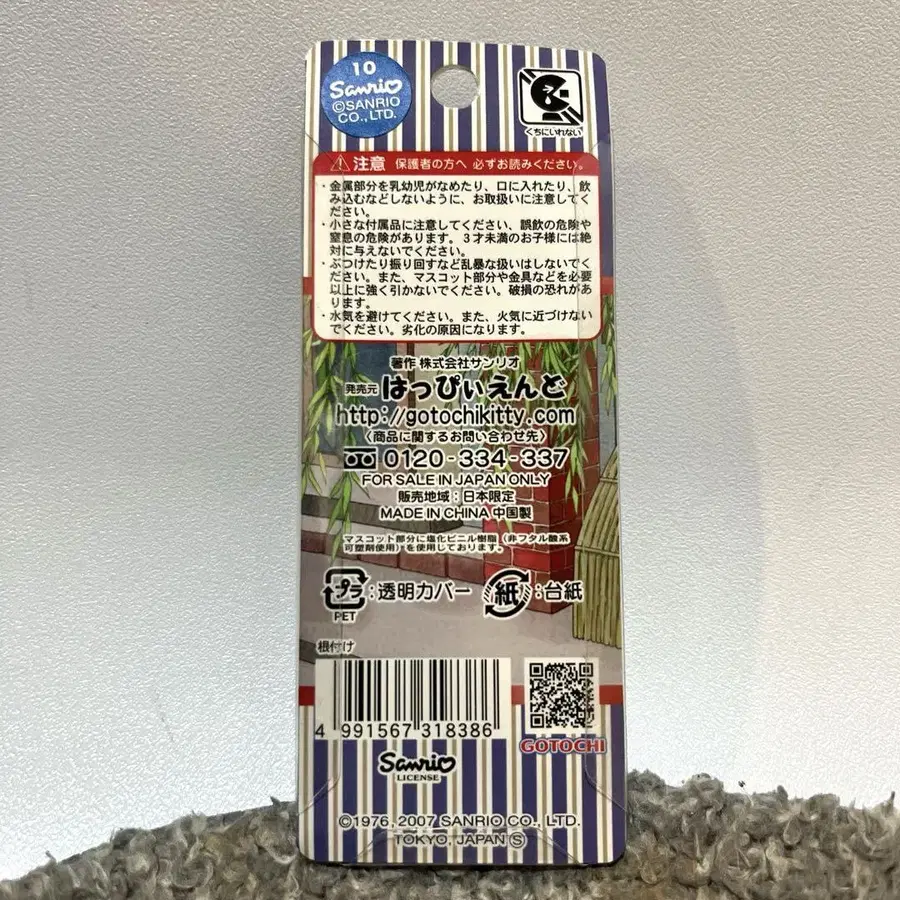 10
Sanrio
©SANRIO
CO., LTD.
くちにいれない
注意 保護者の方へ 必ずお読みください。
・金属部分を乳幼児がなめたり、口に入れたり、飲
み込むなどしないように、お取扱いに注意してく
ださい。
・小さな付属品に注意してください、誤飲の危険や
窒息の危険があります。3才未満のお子様には絶
対に与えないでください。
・ぶつけたり振り回すなど乱暴な扱いはしないでく
ださい。また、マスコット部分や金具などを必要
以上に強く引かないでください。破損の恐れがあ
ります。
・水気を避けてください。また、火気に近づけない
でください。劣化の原因になります。
著作 株式会社サンリオ
発売元 はっぴぃえんど
http://gotochikitty.com
〈商品に関するお問い合わせ先〉
0120-334-337
FOR SALE IN JAPAN ONLY
販売地域：日本限定
MADE IN CHINA 中国製
マスコット部分に塩化ビニル樹脂（非フタル酸系
可塑剤使用）を使用しております。
プラ：透明カバー 紙：台紙
PET
根付け
4 991567 318386
GOTOCHI
Sanrio
LICENSE
©1976, 2007 SANRIO CO., LTD.
TOKYO, JAPAN Ⓢ